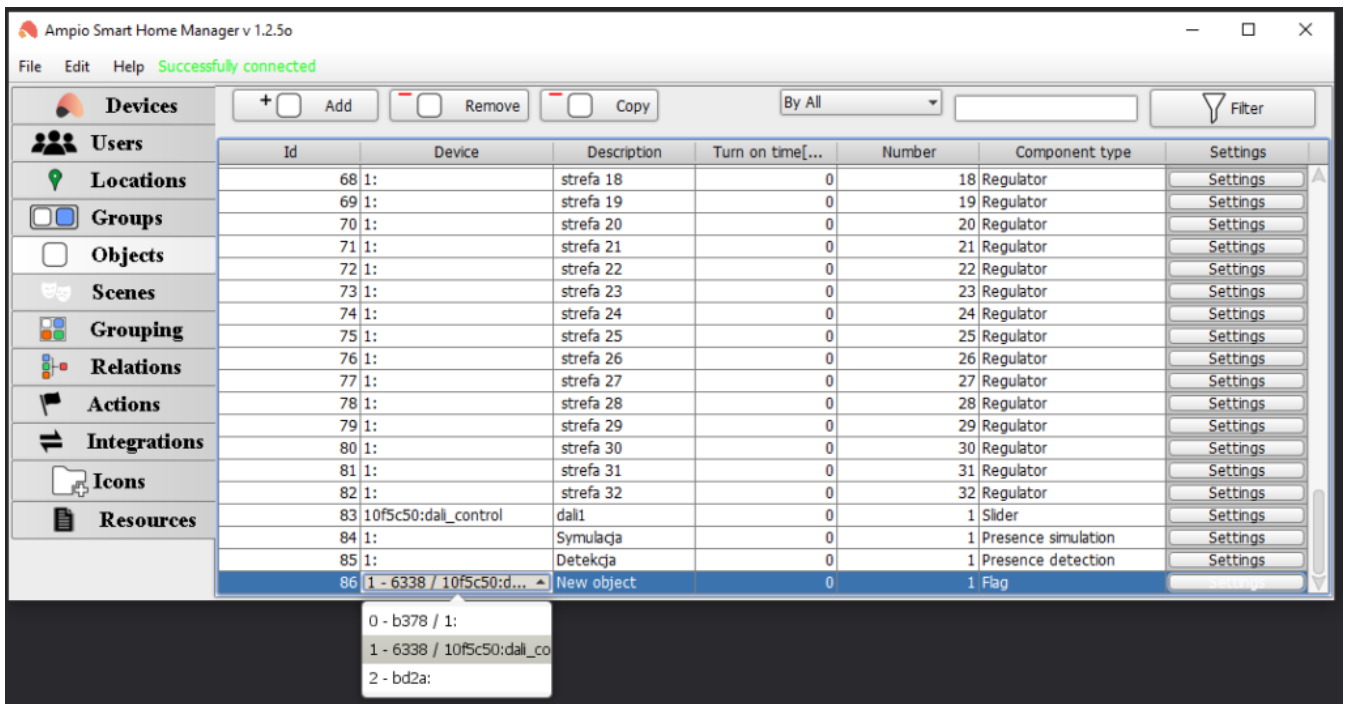 Ampio Smart Home Manager v 1.2.5o
File Edit Help Successfully connected
Devices
Users
Locations
Groups
Objects
Scenes
Grouping
Relations
Actions
Integrations
Icons
Resources
+ Add Remove Copy By All Filter
Id Device Description Turn on time[... Number Component type Settings
68 1: strefa 18 0 18 Regulator Settings
69 1: strefa 19 0 19 Regulator Settings
70 1: strefa 20 0 20 Regulator Settings
71 1: strefa 21 0 21 Regulator Settings
72 1: strefa 22 0 22 Regulator Settings
73 1: strefa 23 0 23 Regulator Settings
74 1: strefa 24 0 24 Regulator Settings
75 1: strefa 25 0 25 Regulator Settings
76 1: strefa 26 0 26 Regulator Settings
77 1: strefa 27 0 27 Regulator Settings
78 1: strefa 28 0 28 Regulator Settings
79 1: strefa 29 0 29 Regulator Settings
80 1: strefa 30 0 30 Regulator Settings
81 1: strefa 31 0 31 Regulator Settings
82 1: strefa 32 0 32 Regulator Settings
83 10f5c50:dali_control dali1 0 1 Slider Settings
84 1: Symulacja 0 1 Presence simulation Settings
85 1: Detekcja 0 1 Presence detection Settings
86 1 - 6338 / 10f5c50:d... New object 0 1 Flag Settings
0 - b378 / 1:
1 - 6338 / 10f5c50:dali_co
2 - bd2a: